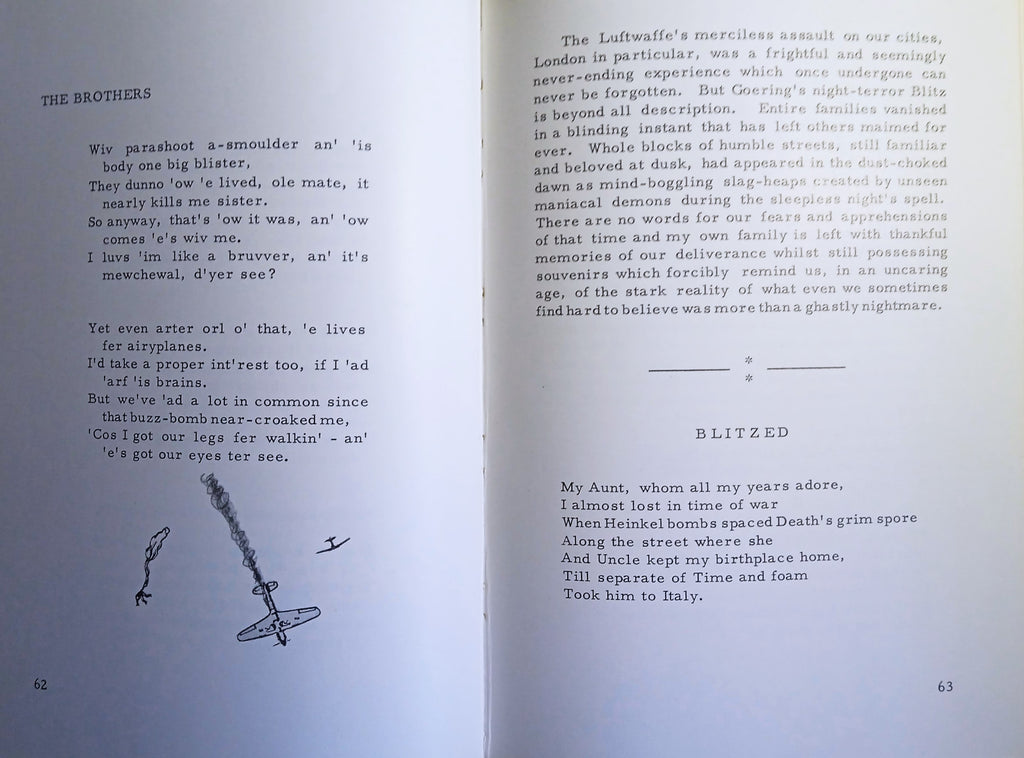 THE BROTHERS
Wiv parashoot a-smoulder an' 'is
body one big blister,
They dunno 'ow 'e lived, ole mate, it
nearly kills me sister.
So anyway, that's 'ow it was, an' 'ow
comes 'e's wiv me.
I luvs 'im like a bruvver, an' it's
mewchewal, d'yer see?
Yet even arter orl o' that, 'e lives
fer airyplanes.
I'd take a proper int'rest too, if I 'ad
'arf 'is brains.
But we've 'ad a lot in common since
that buzz-bomb near-croaked me,
'Cos I got our legs fer walkin' - an'
'e's got our eyes ter see.
62
The Luftwaffe's merciless assault on our cities,
London in particular, was a frightful and seemingly
never-ending experience which once undergone can
never be forgotten. But Goering's night-terror Blitz
is beyond all description. Entire families vanished
in a blinding instant that has left others maimed for
ever. Whole blocks of humble streets, still familiar
and beloved at dusk, had appeared in the dust-choked
dawn as mind-boggling slag-heaps created by unseen
maniacal demons during the sleepless night's spell.
There are no words for our fears and apprehensions
of that time and my own family is left with thankful
memories of our deliverance whilst still possessing
souvenirs which forcibly remind us, in an uncaring
age, of the stark reality of what even we sometimes
find hard to believe was more than a ghastly nightmare.
BLITZED
My Aunt, whom all my years adore,
I almost lost in time of war
When Heinkel bombs spaced Death's grim spore
Along the street where she
And Uncle kept my birthplace home,
Till separate of Time and foam
Took him to Italy.
63